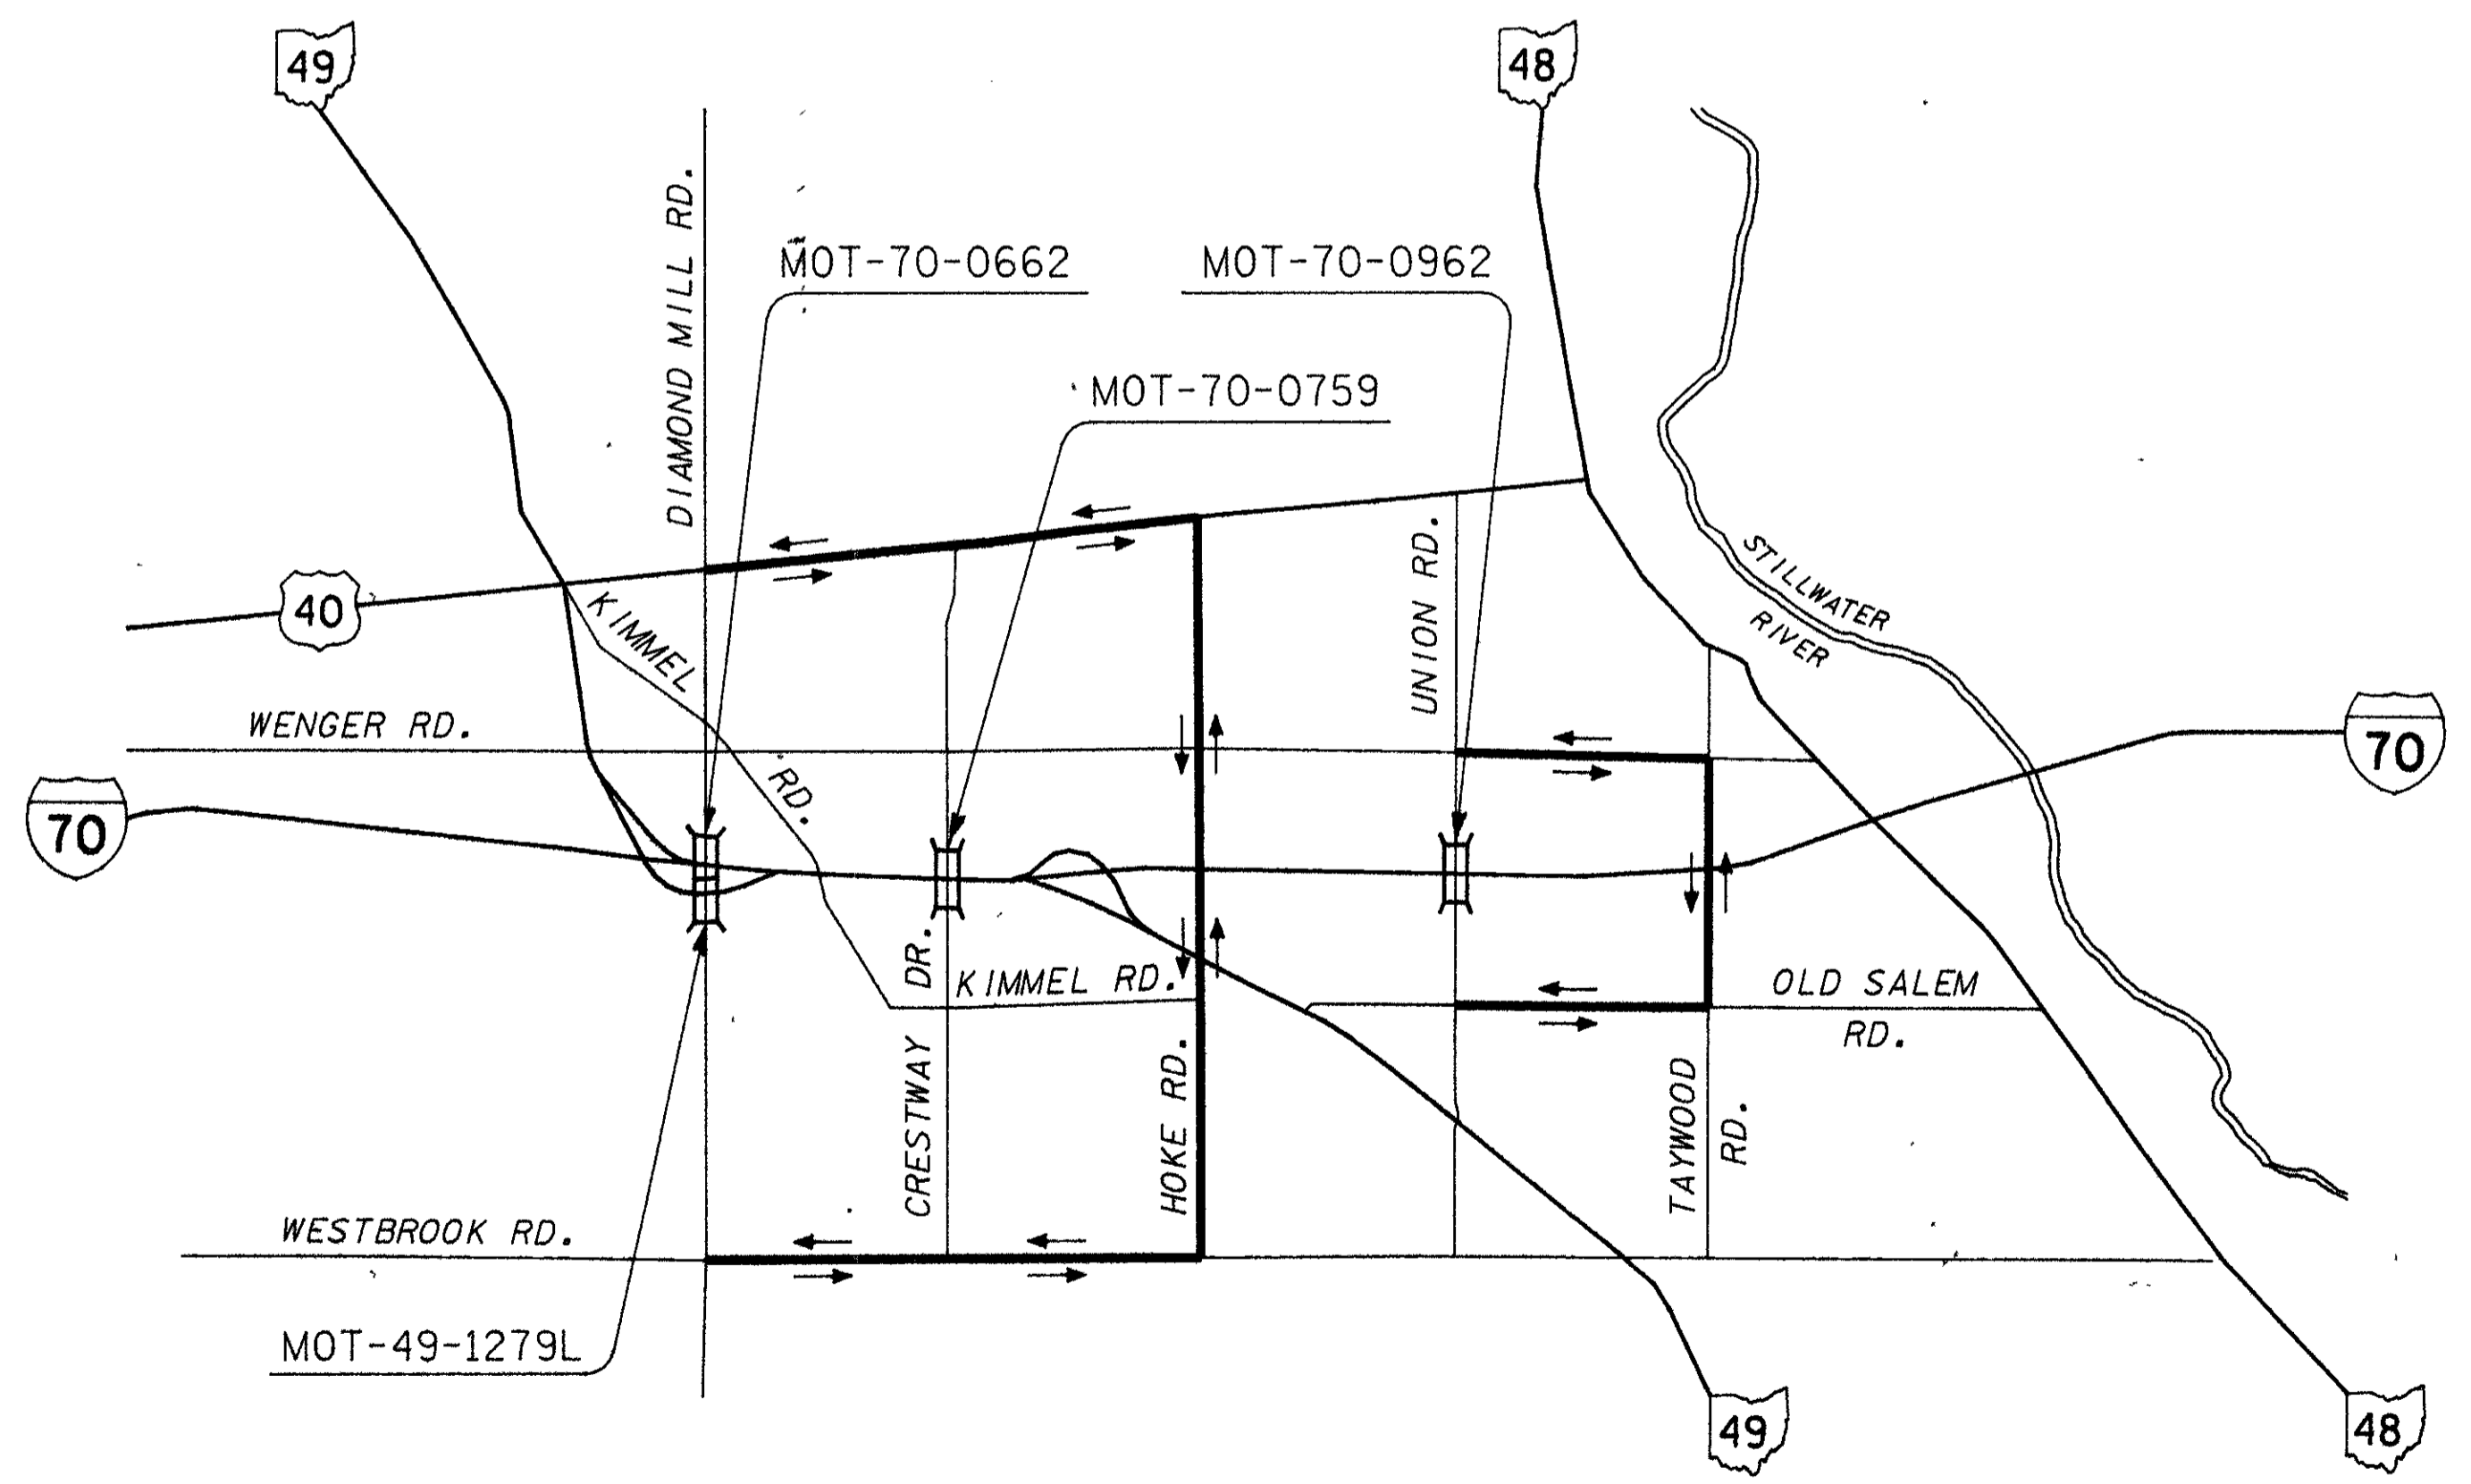 49
48
DIAMOND MILL RD.
MOT-70-0662
MOT-70-0962
MOT-70-0759
UNION RD.
STILLWATER
RIVER
40
KIMMEL
RD.
WENGER RD.
70
70
CRESTWAY DR.
KIMMEL RD.
HOKE RD.
OLD SALEM
RD.
TAYWOOD
RD.
WESTBROOK RD.
MOT-49-1279L
49
48